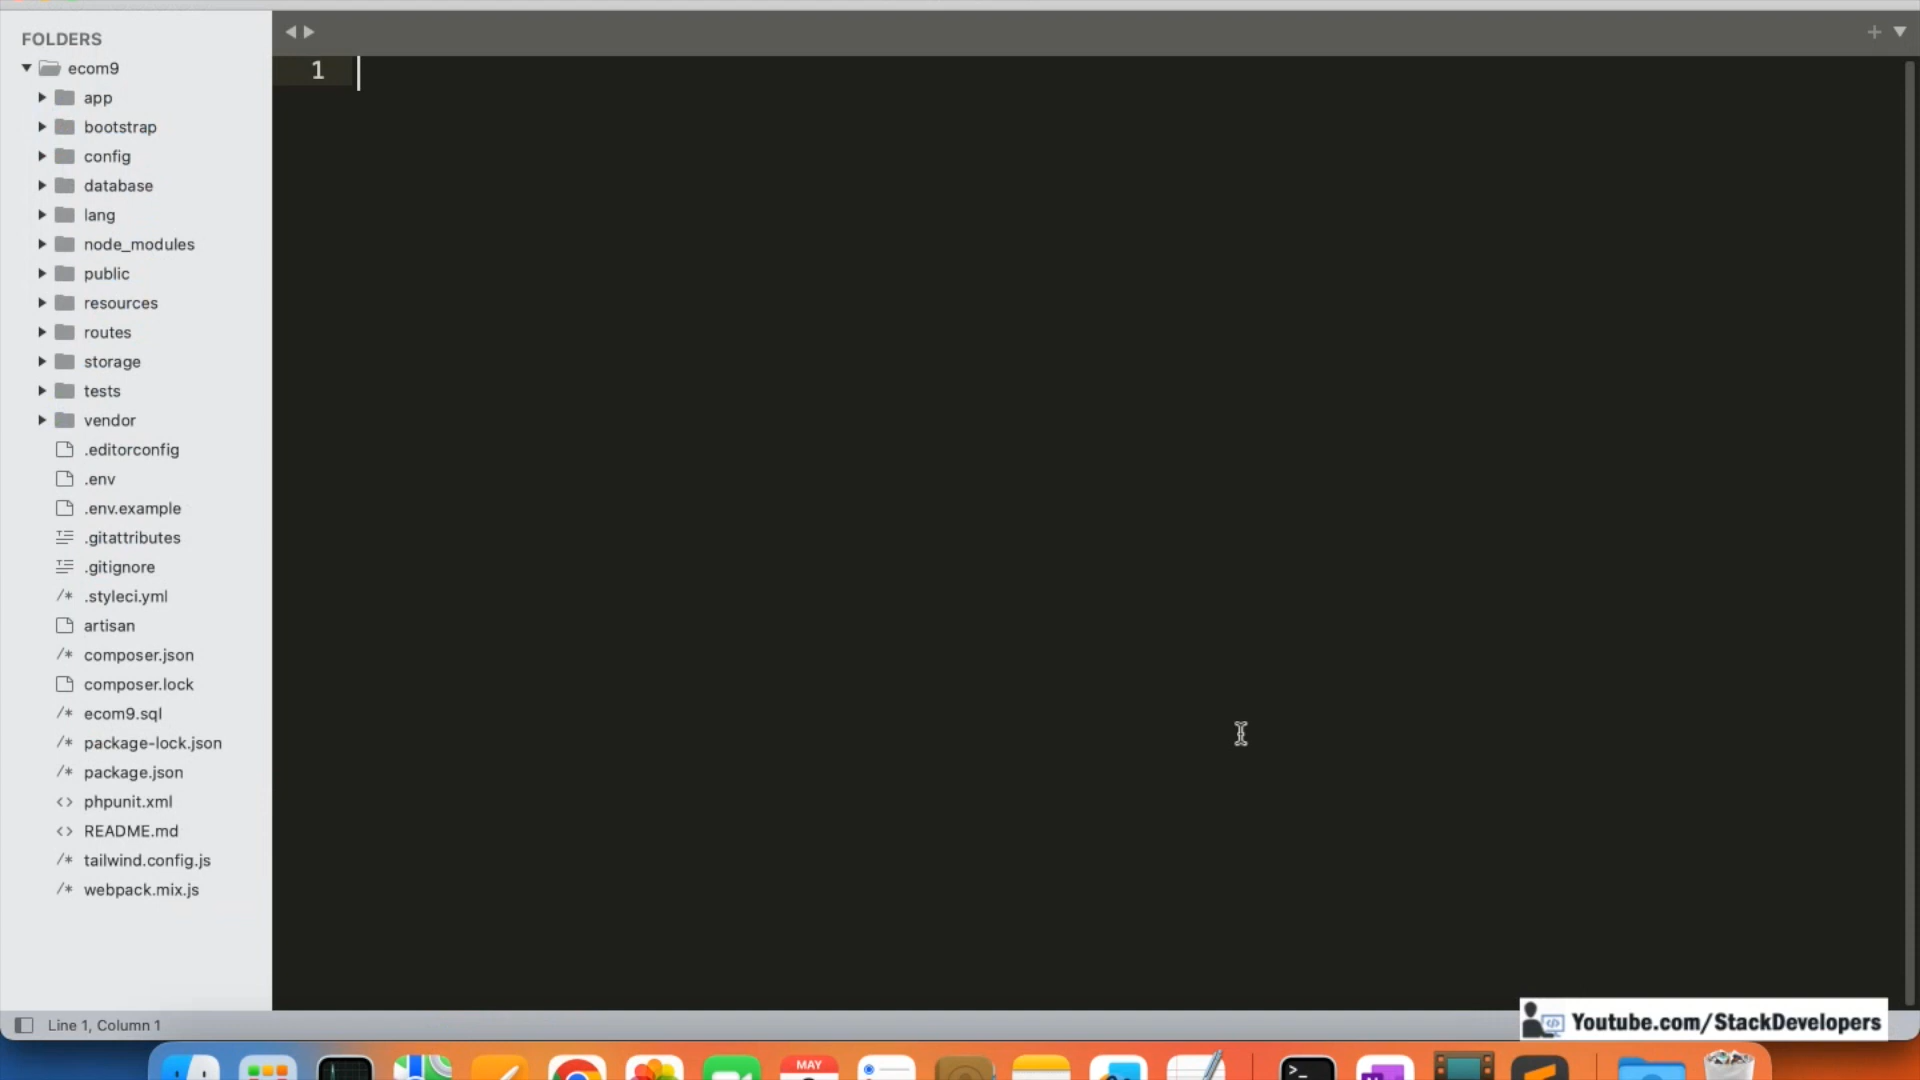 FOLDERS
ecom9
1
app
bootstrap
config
database
lang
node_modules
public
resources
routes
storage
tests
vendor
.editorconfig
.env
.env.example
.gitattributes
.gitignore
/* .styleci.yml
artisan
/* composer.json
composer.lock
/* ecom9.sql
/* package-lock.json
/* package.json
<> phpunit.xml
<> README.md
/* tailwind.config.js
/* webpack.mix.js
Line 1, Column 1
Youtube.com/StackDevelopers
MAY